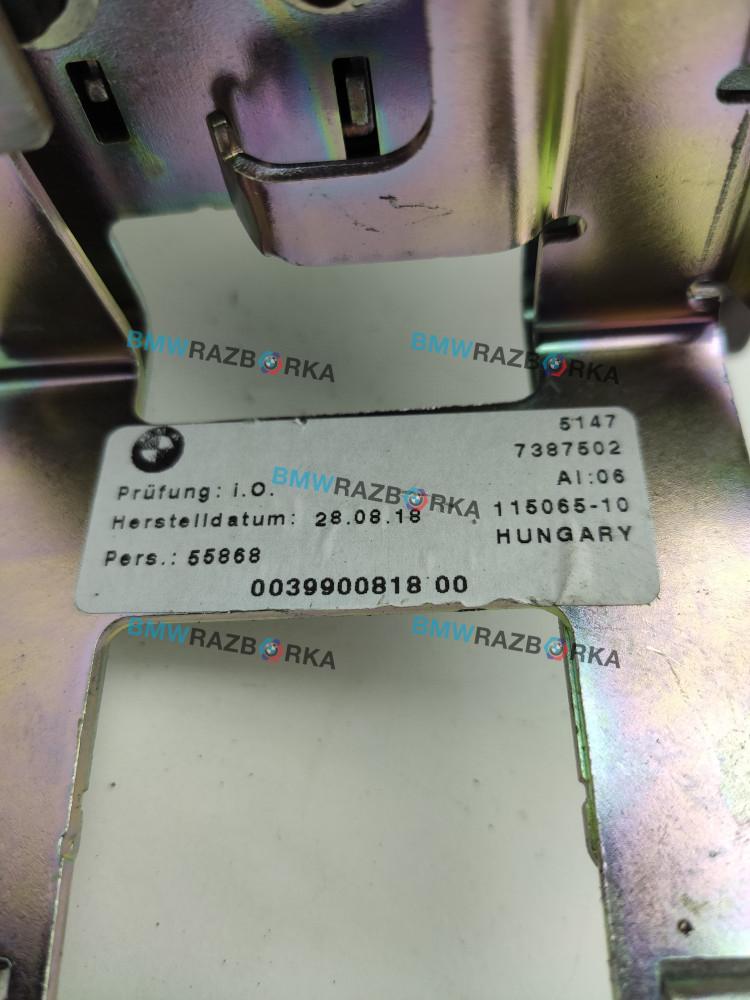 BMWRAZBORKA
BMWRAZBORKA
5147
7387502
AI:06
Prüfung: i.O.
BMWRAZBORKA
115065-10
Herstelldatum: 28.08.18
HUNGARY
Pers.: 55868
0039900818 00
BMWRAZBORKA
BMWRAZBORKA